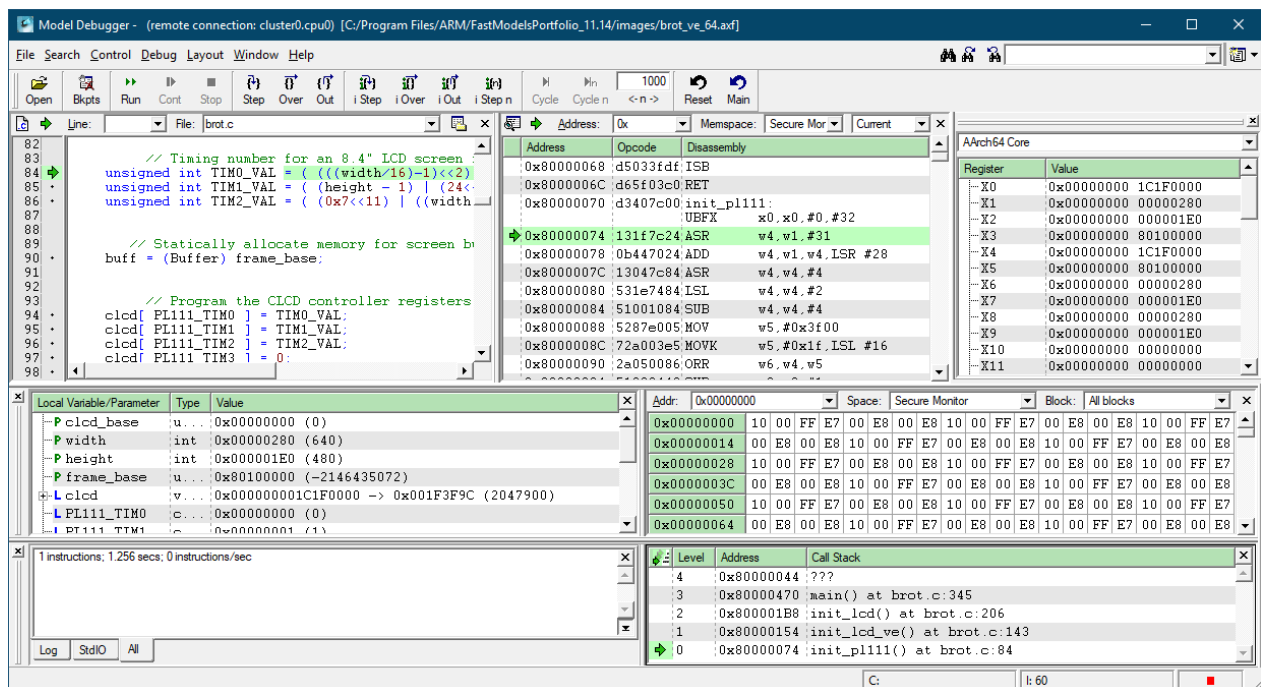 Model Debugger - (remote connection: cluster0.cpu0) [C:/Program Files/ARM/FastModelsPortfolio_11.14/images/brot_ve_64.axf]
File Search Control Debug Layout Window Help
1000
Open Bkpts Run Cont Stop Step Over Out i Step i Over i Out i Step n Cycle Cycle n <- n -> Reset Main
Line: File: brot.c
82
83 // Timing number for an 8.4" LCD screen
84 unsigned int TIM0_VAL = ( (((width/16)-1)<<2)
85 unsigned int TIM1_VAL = ( (height - 1) | (24<
86 unsigned int TIM2_VAL = ( (0x7<<11) | ((width
87
88
89 // Statically allocate memory for screen b
90 buff = (Buffer) frame_base;
91
92
93 // Program the CLCD controller registers
94 clcd[ PL111_TIM0 ] = TIM0_VAL;
95 clcd[ PL111_TIM1 ] = TIM1_VAL;
96 clcd[ PL111_TIM2 ] = TIM2_VAL;
97 clcd[ PL111_TIM3 ] = 0;
98
Address: 0x Memspace: Secure Mor Current
Address Opcode Disassembly
0x80000068 d5033fdf ISB
0x8000006C d65f03c0 RET
0x80000070 d3407c00 init_pl111:
UBFX x0,x0,#0,#32
0x80000074 131f7c24 ASR w4,w1,#31
0x80000078 0b447024 ADD w4,w1,w4,LSR #28
0x8000007C 13047c84 ASR w4,w4,#4
0x80000080 531e7484 LSL w4,w4,#2
0x80000084 51001084 SUB w4,w4,#4
0x80000088 5287e005 MOV w5,#0x3f00
0x8000008C 72a003e5 MOVK w5,#0x1f,LSL #16
0x80000090 2a050086 ORR w6,w4,w5
AArch64 Core
Register Value
X0 0x00000000 1C1F0000
X1 0x00000000 00000280
X2 0x00000000 000001E0
X3 0x00000000 80100000
X4 0x00000000 1C1F0000
X5 0x00000000 80100000
X6 0x00000000 00000280
X7 0x00000000 000001E0
X8 0x00000000 00000280
X9 0x00000000 000001E0
X10 0x00000000 00000000
X11 0x00000000 00000000
Local Variable/Parameter Type Value
P clcd_base u... 0x00000000 (0)
P width int 0x00000280 (640)
P height int 0x000001E0 (480)
P frame_base u... 0x80100000 (-2146435072)
L clcd v... 0x000000001C1F0000 -> 0x001F3F9C (2047900)
L PL111_TIM0 c... 0x00000000 (0)
L PL111_TIM1 c... 0x00000001 (1)
Addr: 0x00000000 Space: Secure Monitor Block: All blocks
0x00000000 10 00 FF E7 00 E8 00 E8 10 00 FF E7 00 E8 00 E8 10 00 FF E7
0x00000014 00 E8 00 E8 10 00 FF E7 00 E8 00 E8 10 00 FF E7 00 E8 00 E8
0x00000028 10 00 FF E7 00 E8 00 E8 10 00 FF E7 00 E8 00 E8 10 00 FF E7
0x0000003C 00 E8 00 E8 10 00 FF E7 00 E8 00 E8 10 00 FF E7 00 E8 00 E8
0x00000050 10 00 FF E7 00 E8 00 E8 10 00 FF E7 00 E8 00 E8 10 00 FF E7
0x00000064 00 E8 00 E8 10 00 FF E7 00 E8 00 E8 10 00 FF E7 00 E8 00 E8
1 instructions; 1.256 secs; 0 instructions/sec
Log StdIO All
Level Address Call Stack
4 0x80000044 ???
3 0x80000470 main() at brot.c:345
2 0x800001B8 init_lcd() at brot.c:206
1 0x80000154 init_lcd_ve() at brot.c:143
0 0x80000074 init_pl111() at brot.c:84
C: I: 60